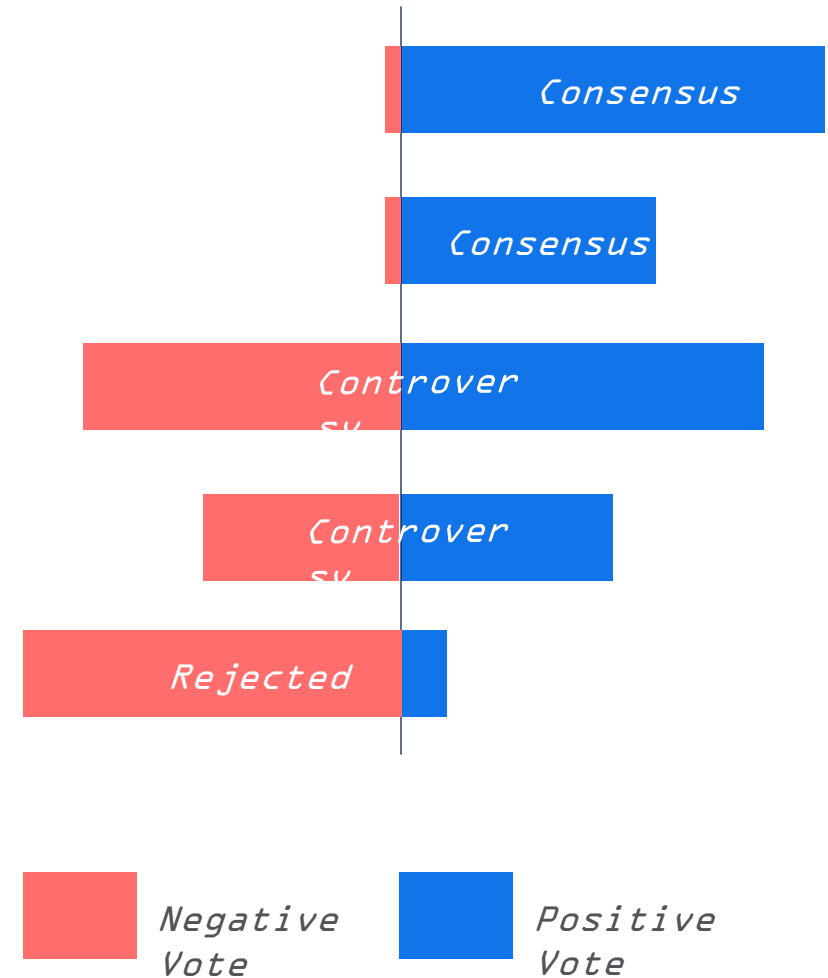 Consensus
Consensus
Controver
sy
Controver
sy
Rejected
Negative
Vote
Positive
Vote